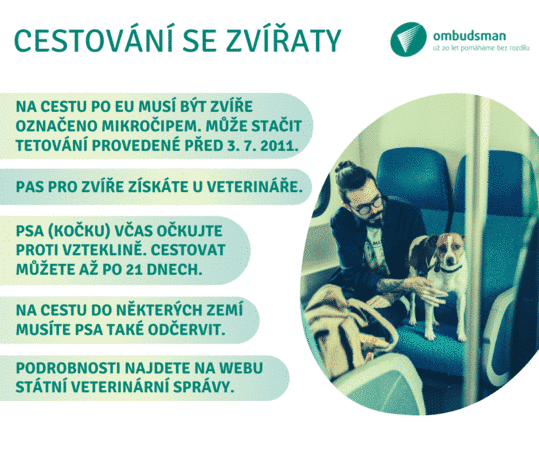 CESTOVÁNÍ SE ZVÍŘATY
ombudsman
už 20 let pomáháme bez rozdílu
NA CESTU PO EU MUSÍ BÝT ZVÍŘE
OZNAČENO MIKROČIPEM. MŮŽE STAČIT
TETOVÁNÍ PROVEDENÉ PŘED 3. 7. 2011.
PAS PRO ZVÍŘE ZÍSKÁTE U VETERINÁŘE.
PSA (KOČKU) VČAS OČKUJTE
PROTI VZTEKLINĚ. CESTOVAT
MŮŽETE AŽ PO 21 DNECH.
NA CESTU DO NĚKTERÝCH ZEMÍ
MUSÍTE PSA TAKÉ ODČERVIT.
PODROBNOSTI NAJDETE NA WEBU
STÁTNÍ VETERINÁRNÍ SPRÁVY.